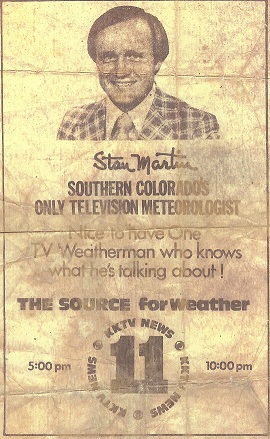 Stan Martin
SOUTHERN COLORADO'S
ONLY TELEVISION METEOROLOGIST
Nice to have One
TV Weatherman who knows
what he's talking about!
THE SOURCE for Weather
5:00 pm
KKTV NEWS • KKTV NEWS • KKTV NEWS •
11
10:00 pm